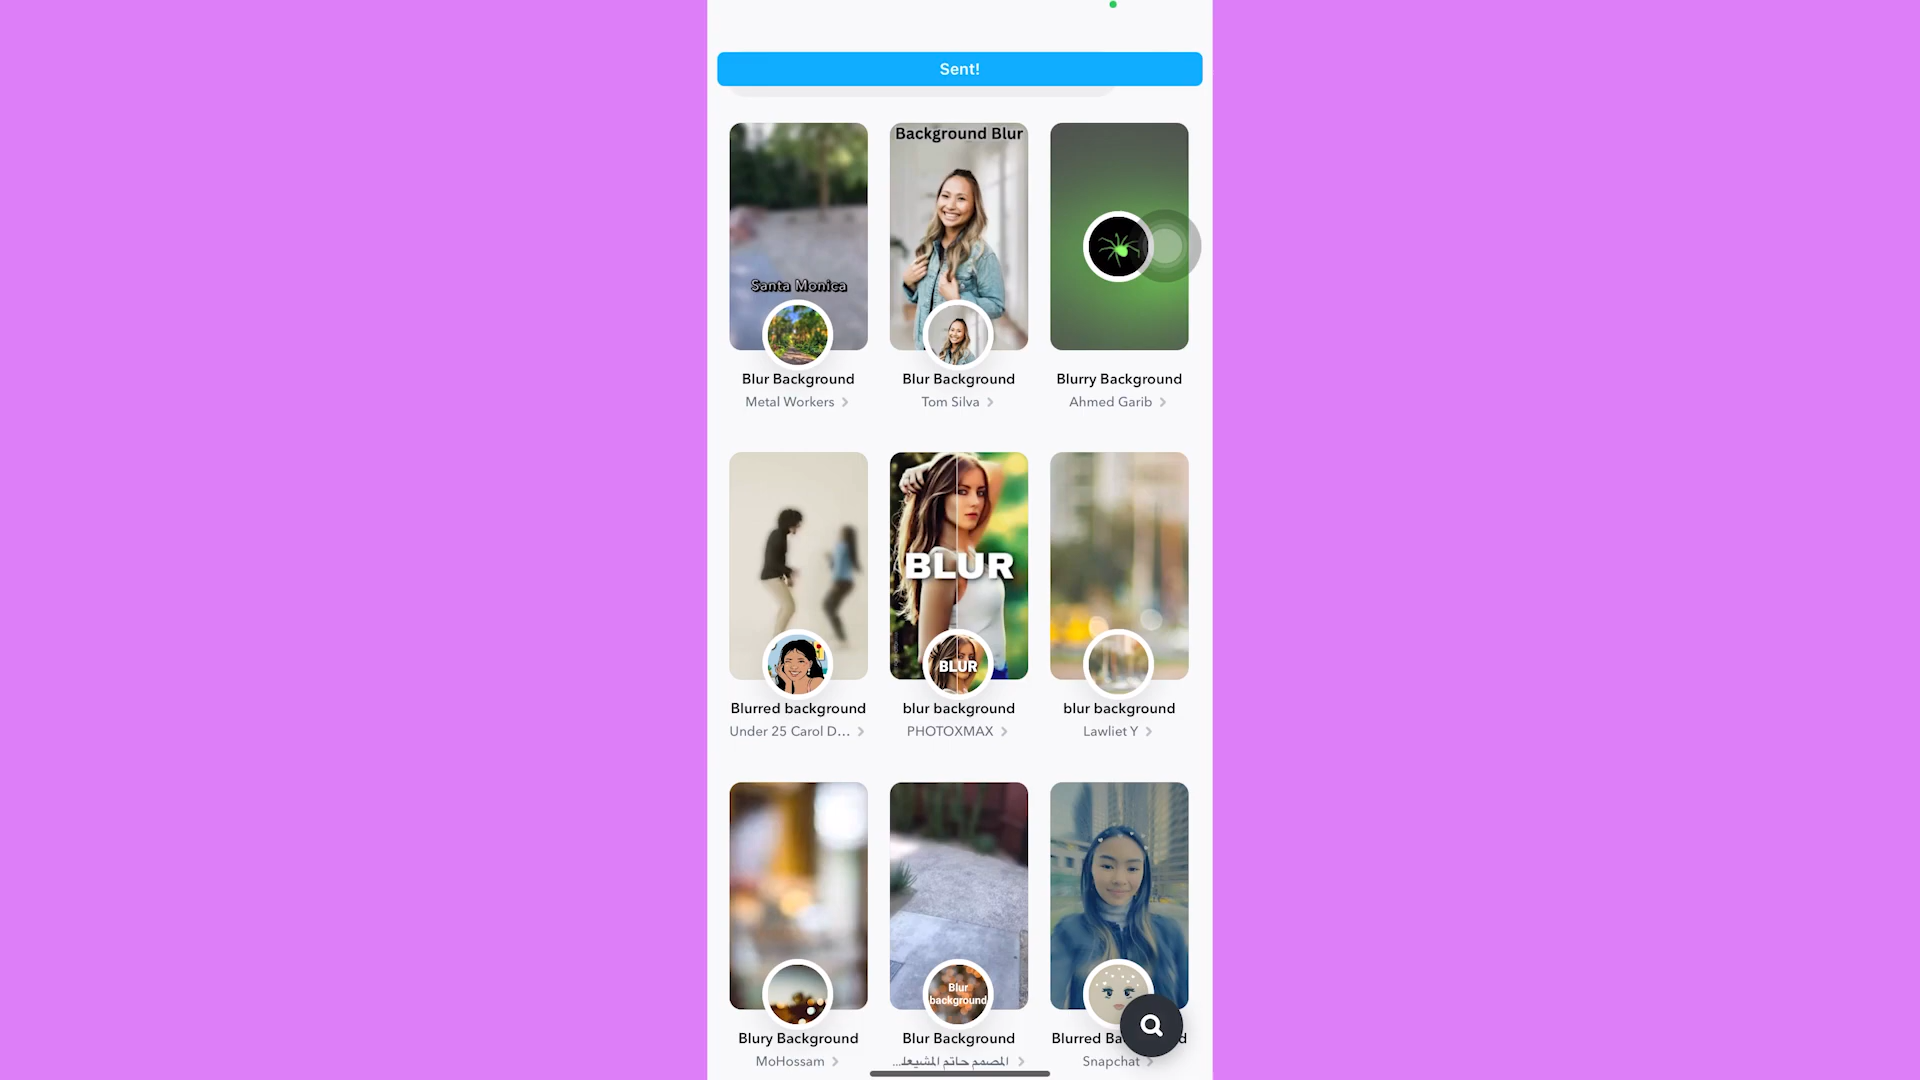 Sent!
Background Blur
Santa Monica
Blur Background
Metal Workers
Blur Background
Tom Silva
Blurry Background
Ahmed Garib
BLUR
BLUR
Blurred background
Under 25 Carol D...
blur background
PHOTOXMAX
blur background
Lawliet Y
Blur
background
Blury Background
MoHossam
Blur Background
المصمم حاتم المشيعل...
Blurred Ba
Snapchat